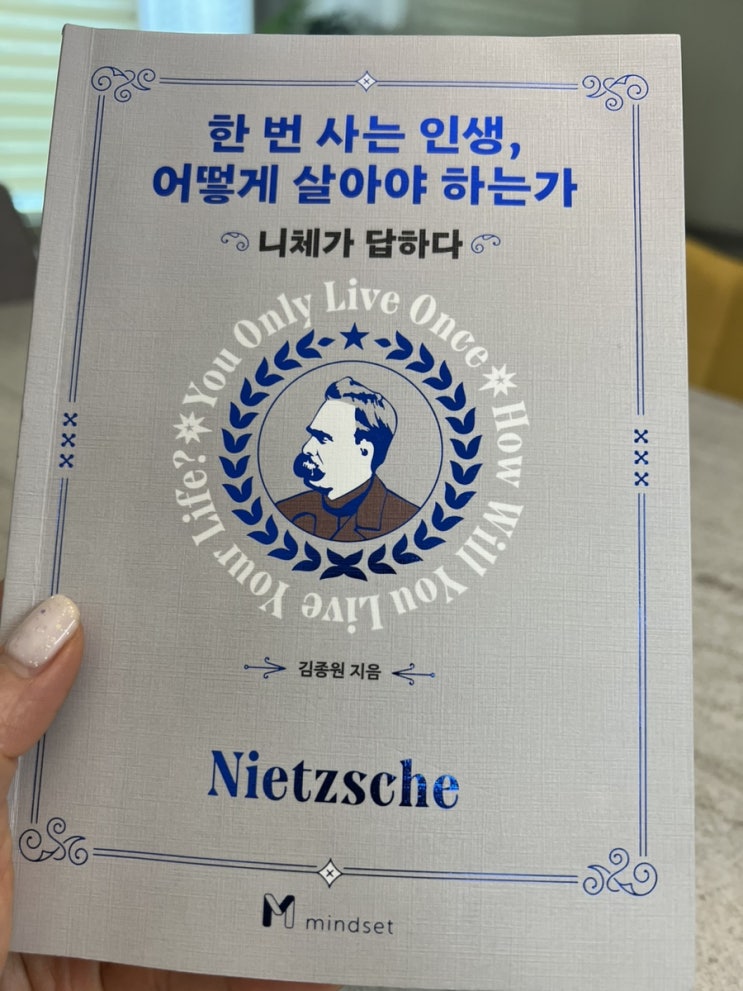 한 번 사는 인생,
어떻게 살아야 하는가
니체가 답하다
You Only Live Once
How Will You Live Your Life?
김종원 지음
Nietzsche
M mindset